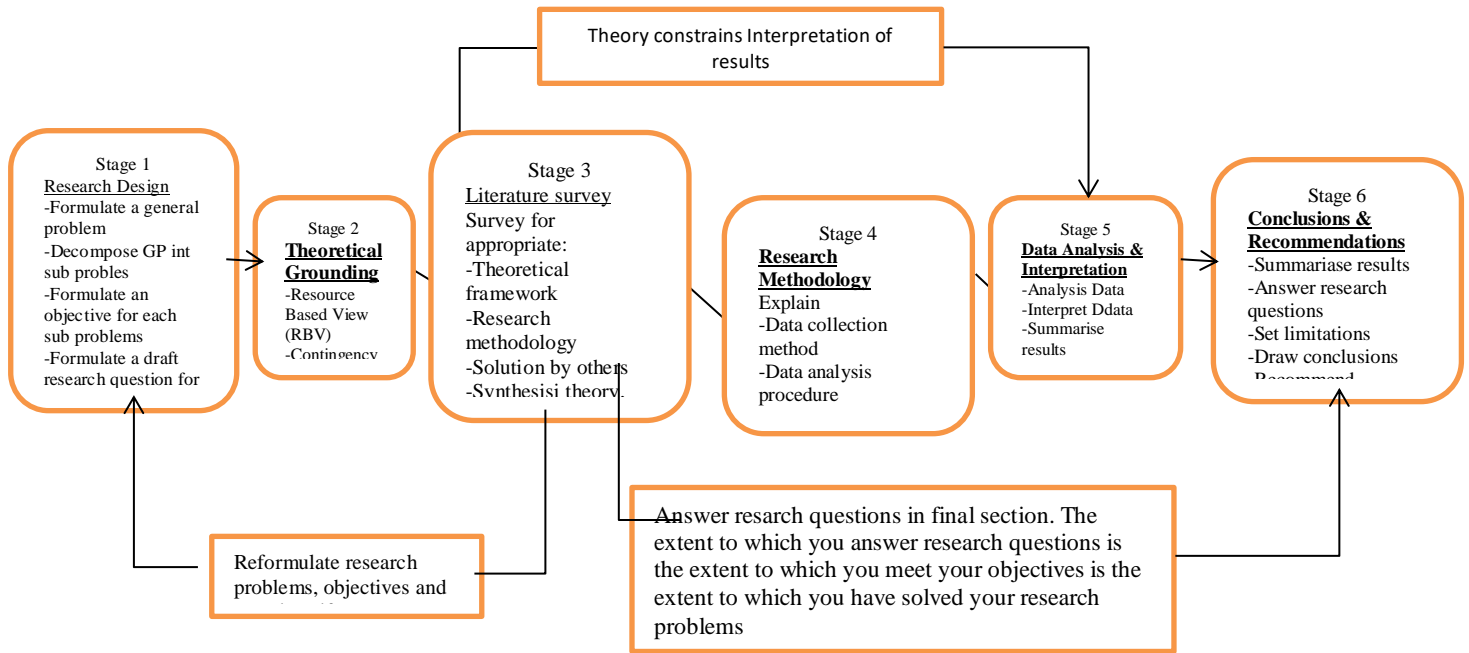 Theory constrains Interpretation of
results
Stage 1
Research Design
-Formulate a general
problem
-Decompose GP int
sub probles
-Formulate an
objective for each
sub problems
-Formulate a draft
research question for
Stage 2
Theoretical
Grounding
-Resource
Based View
(RBV)
-Contingency
Stage 3
Literature survey
Survey for
appropriate:
-Theoretical
framework
-Research
methodology
-Solution by others
-Synthesisi theory,
Stage 4
Research
Methodology
Explain
-Data collection
method
-Data analysis
procedure
Stage 5
Data Analysis &
Interpretation
-Analysis Data
-Interpret Ddata
-Summarise
results
Stage 6
Conclusions &
Recommendations
-Summariase results
-Answer research
questions
-Set limitations
-Draw conclusions
-Recommend
Reformulate research
problems, objectives and
Answer resarch questions in final section. The
extent to which you answer research questions is
the extent to which you meet your objectives is the
extent to which you have solved your research
problems